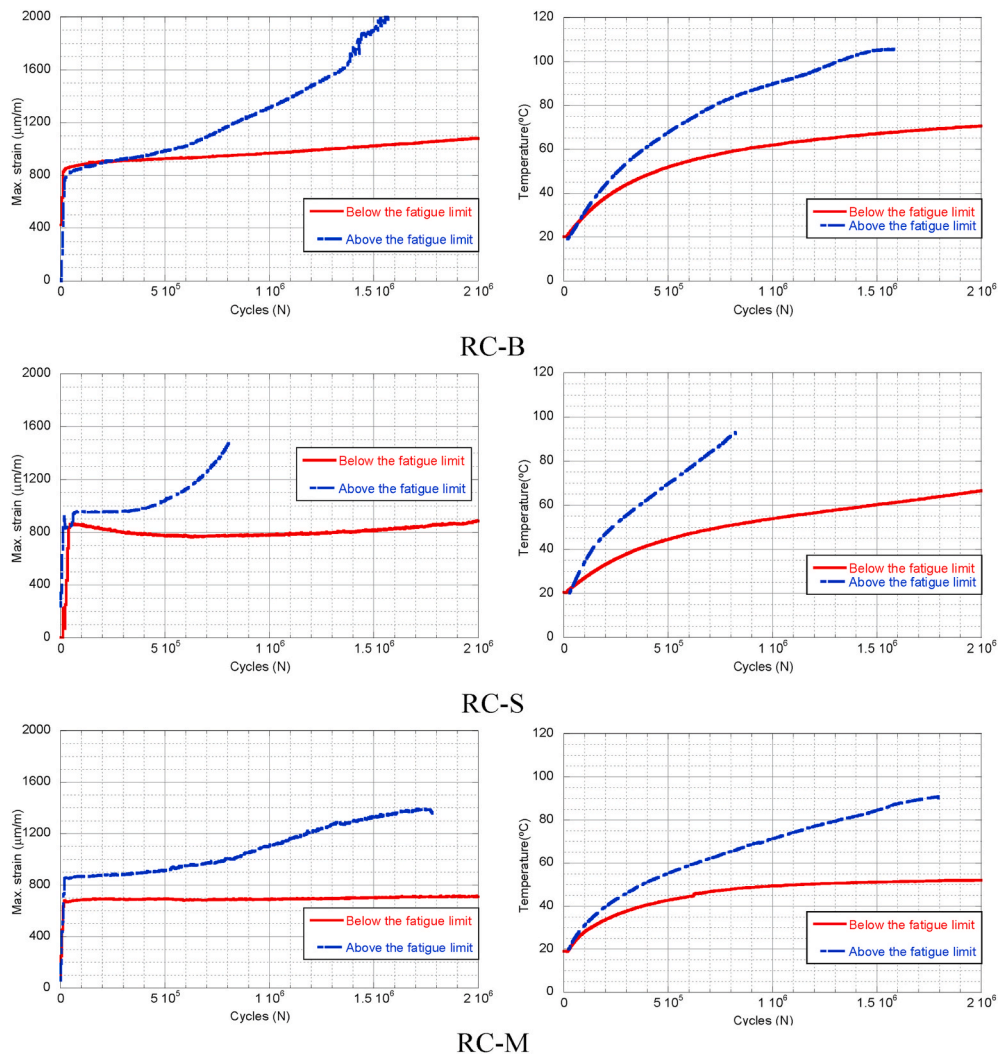 2000
1600
1200
800
400
0
Max. strain (μm/m)
Below the fatigue limit
Above the fatigue limit
0 5 10⁵ 1 10⁶ 1.5 10⁶ 2 10⁶
Cycles (N)
120
100
80
60
40
20
0
Temperature(ºC)
Below the fatigue limit
Above the fatigue limit
0 5 10⁵ 1 10⁶ 1.5 10⁶ 2 10⁶
Cycles (N)
RC-B
2000
1600
1200
800
400
0
Max. strain (μm/m)
Below the fatigue limit
Above the fatigue limit
0 5 10⁵ 1 10⁶ 1.5 10⁶ 2 10⁶
Cycles (N)
120
100
80
60
40
20
0
Temperature(ºC)
Below the fatigue limit
Above the fatigue limit
0 5 10⁵ 1 10⁶ 1.5 10⁶ 2 10⁶
Cycles (N)
RC-S
2000
1600
1200
800
400
0
Max. strain (μm/m)
Below the fatigue limit
Above the fatigue limit
0 5 10⁵ 1 10⁶ 1.5 10⁶ 2 10⁶
Cycles (N)
120
100
80
60
40
20
0
Temperature(ºC)
Below the fatigue limit
Above the fatigue limit
0 5 10⁵ 1 10⁶ 1.5 10⁶ 2 10⁶
Cycles (N)
RC-M